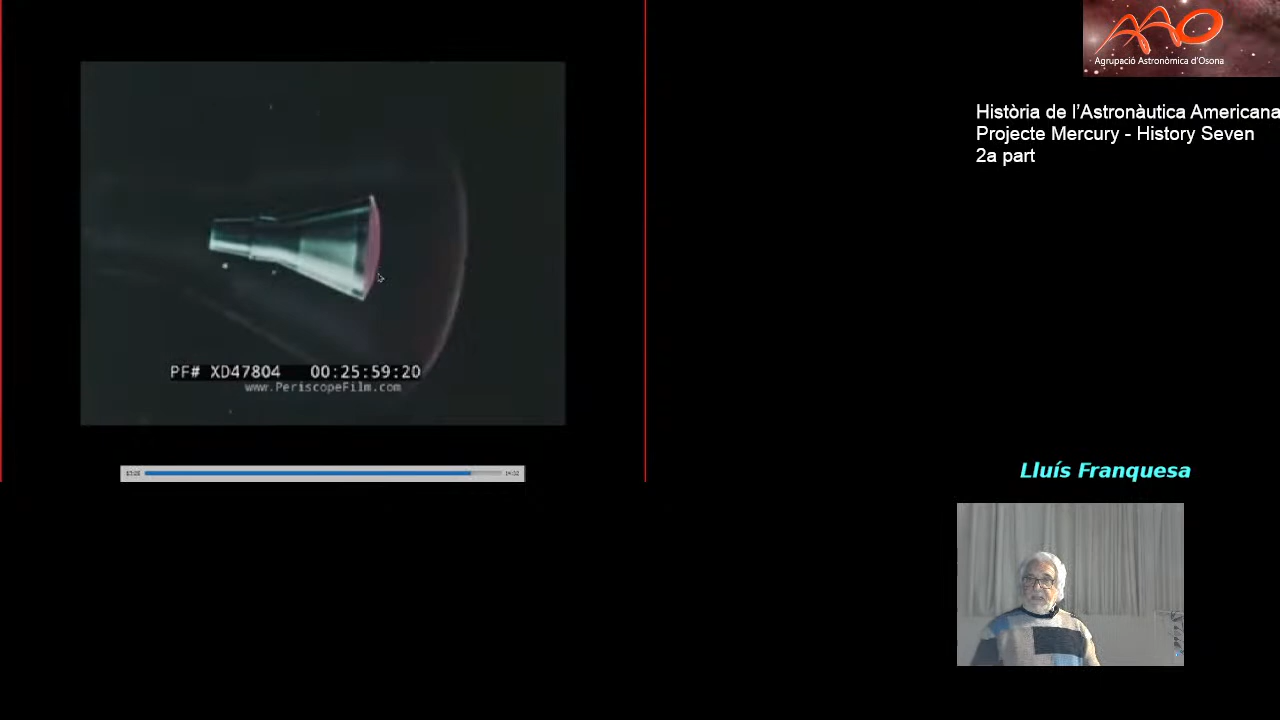 AAO
Agrupació Astronòmica d'Osona
Història de l'Astronàutica Americana
Projecte Mercury - History Seven
2a part
PF# XD47804 00:25:59:20
www.PeriscopeFilm.com
Lluís Franquesa